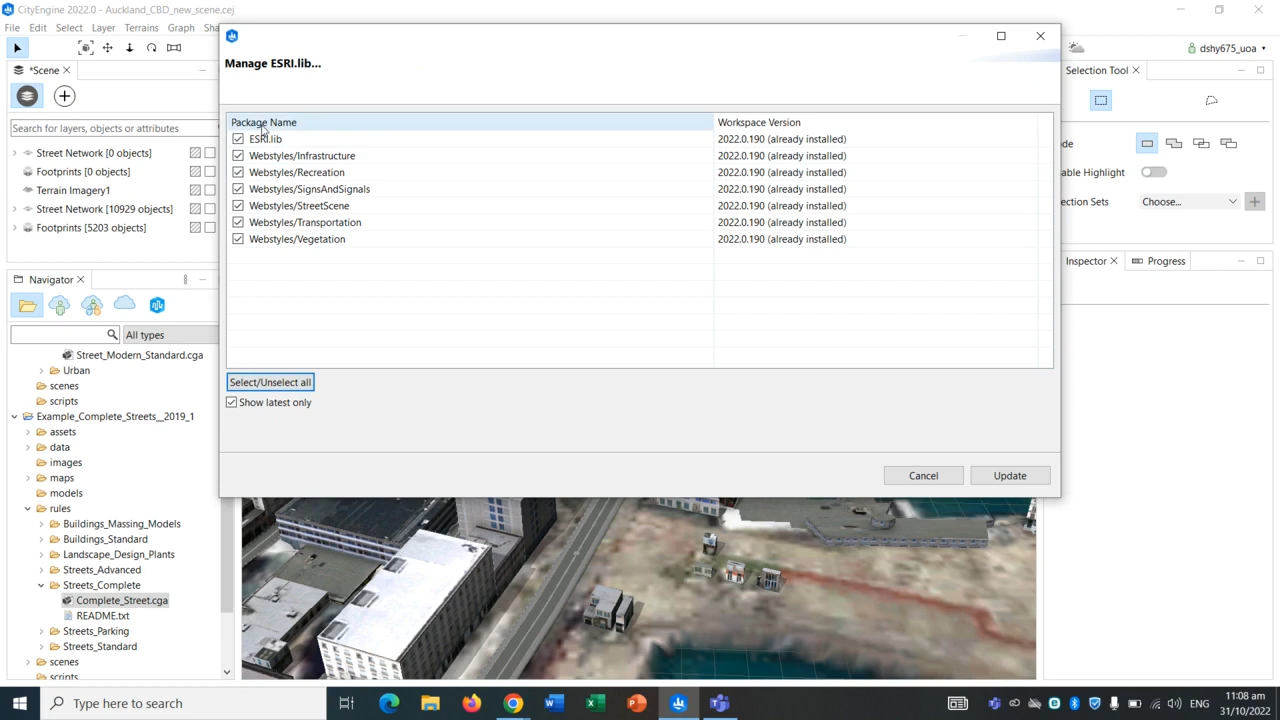 CityEngine 2022.0 - Auckland_CBD_new_scene.cej
File Edit Select Layer Terrains Graph Sha
dshy675_uoa
*Scene
Search for layers, objects or attributes
Street Network [0 objects]
Footprints [0 objects]
Terrain Imagery1
Street Network [10929 objects]
Footprints [5203 objects]
Navigator
All types
Street_Modern_Standard.cga
Urban
scenes
scripts
Example_Complete_Streets__2019_1
assets
data
images
maps
models
rules
Buildings_Massing_Models
Buildings_Standard
Landscape_Design_Plants
Streets_Advanced
Streets_Complete
Complete_Street.cga
README.txt
Streets_Parking
Streets_Standard
scenes
scripts
Manage ESRI.lib...
Package Name Workspace Version
ESRI.lib 2022.0.190 (already installed)
Webstyles/Infrastructure 2022.0.190 (already installed)
Webstyles/Recreation 2022.0.190 (already installed)
Webstyles/SignsAndSignals 2022.0.190 (already installed)
Webstyles/StreetScene 2022.0.190 (already installed)
Webstyles/Transportation 2022.0.190 (already installed)
Webstyles/Vegetation 2022.0.190 (already installed)
Select/Unselect all
Show latest only
Cancel Update
Selection Tool
ode
able Highlight
ection Sets Choose...
Inspector Progress
Type here to search
ENG
11:08 am
31/10/2022